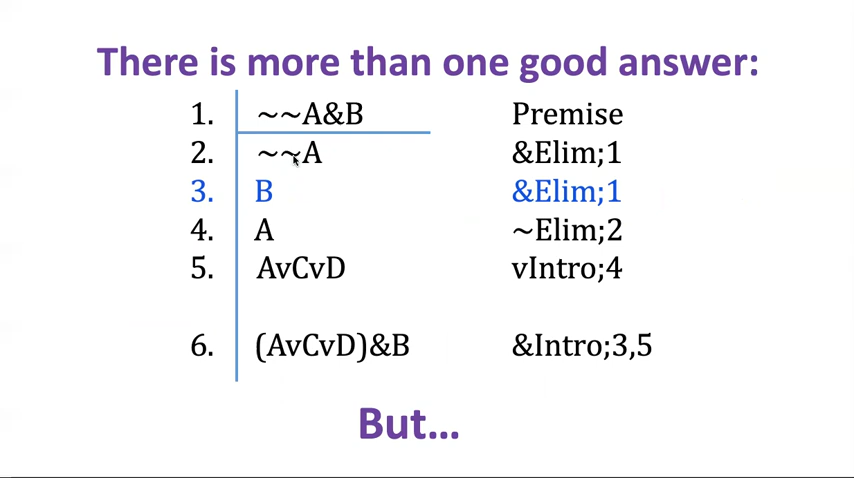 There is more than one good answer:
1. ~~A&B Premise
2. ~~A &Elim;1
3. B &Elim;1
4. A ~Elim;2
5. AvCvD vIntro;4
6. (AvCvD)&B &Intro;3,5
But...